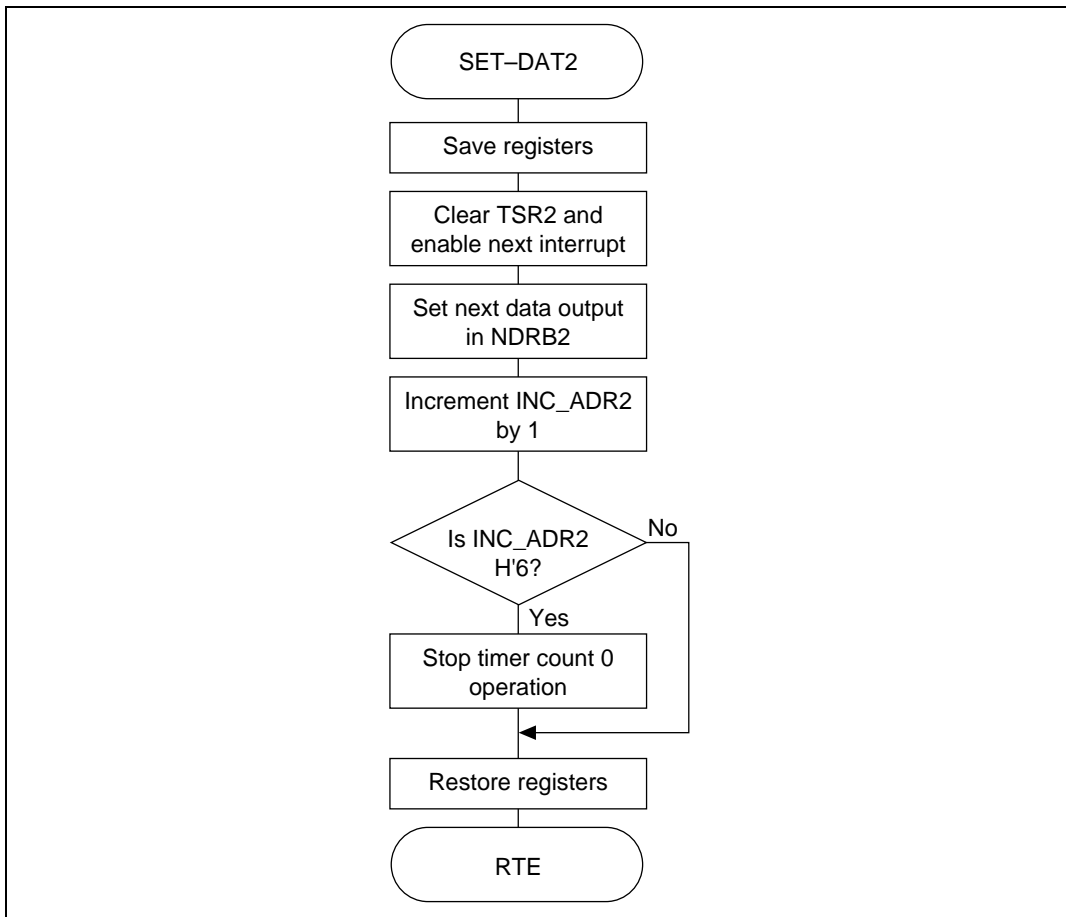 SET–DAT2
Save registers
Clear TSR2 and
enable next interrupt
Set next data output
in NDRB2
Increment INC_ADR2
by 1
Is INC_ADR2
H'6?
No
Yes
Stop timer count 0
operation
Restore registers
RTE